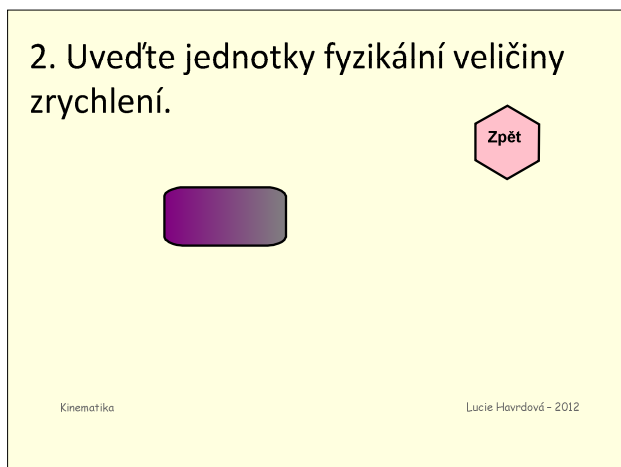 2. Uveďte jednotky fyzikální veličiny
zrychlení.
Zpět
Kinematika
Lucie Havrdová – 2012